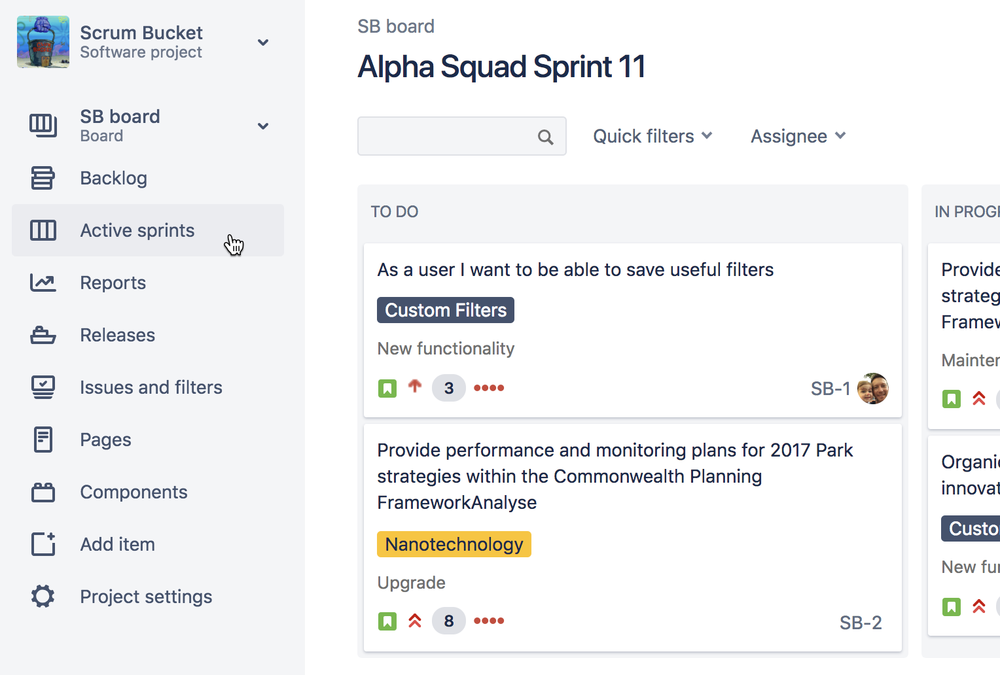 Scrum Bucket
Software project
SB board
Board
Backlog
Active sprints
Reports
Releases
Issues and filters
Pages
Components
Add item
Project settings
SB board
Alpha Squad Sprint 11
Quick filters
Assignee
TO DO
As a user I want to be able to save useful filters
Custom Filters
New functionality
3
SB-1
Provide performance and monitoring plans for 2017 Park
strategies within the Commonwealth Planning
FrameworkAnalyse
Nanotechnology
Upgrade
8
SB-2
IN PROG
Provide
strateg
Framew
Mainten
Organi
innovat
Custo
New fun